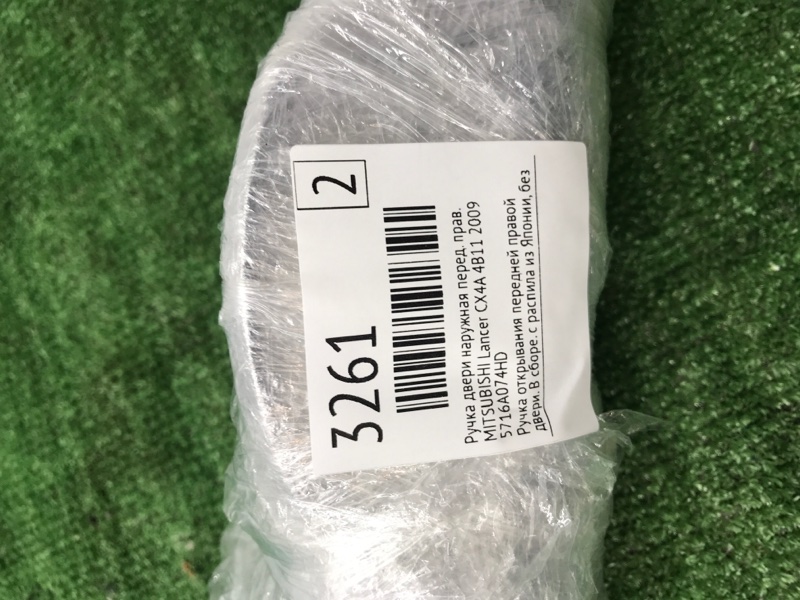 3261
2
Ручка двери наружная перед. прав.
MITSUBISHI Lancer CX4A 4B11 2009
5716A074HD
Ручка открывания передней правой
двери. В сборе. с распила из Японии, без